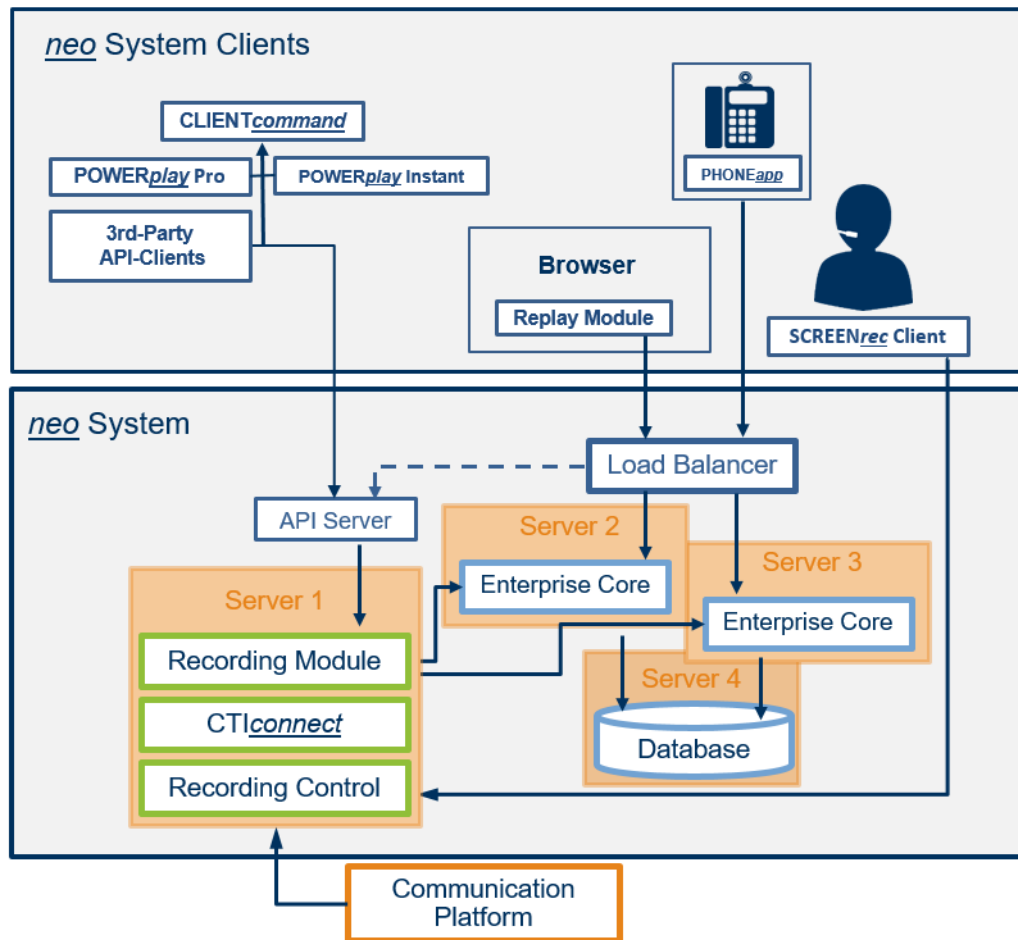 neo System Clients
CLIENTcommand
POWERplay Pro
POWERplay Instant
3rd-Party
API-Clients
PHONEapp
Browser
Replay Module
SCREENrec Client
neo System
Load Balancer
API Server
Server 2
Enterprise Core
Server 3
Enterprise Core
Server 1
Recording Module
CTIconnect
Recording Control
Server 4
Database
Communication
Platform